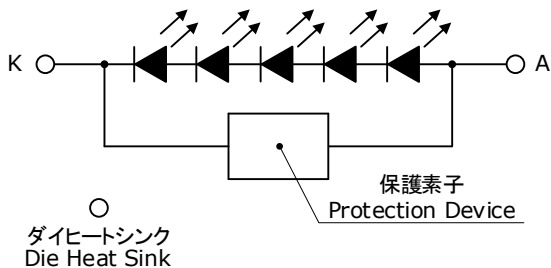 K
A
保護素子
Protection Device
ダイヒートシンク
Die Heat Sink